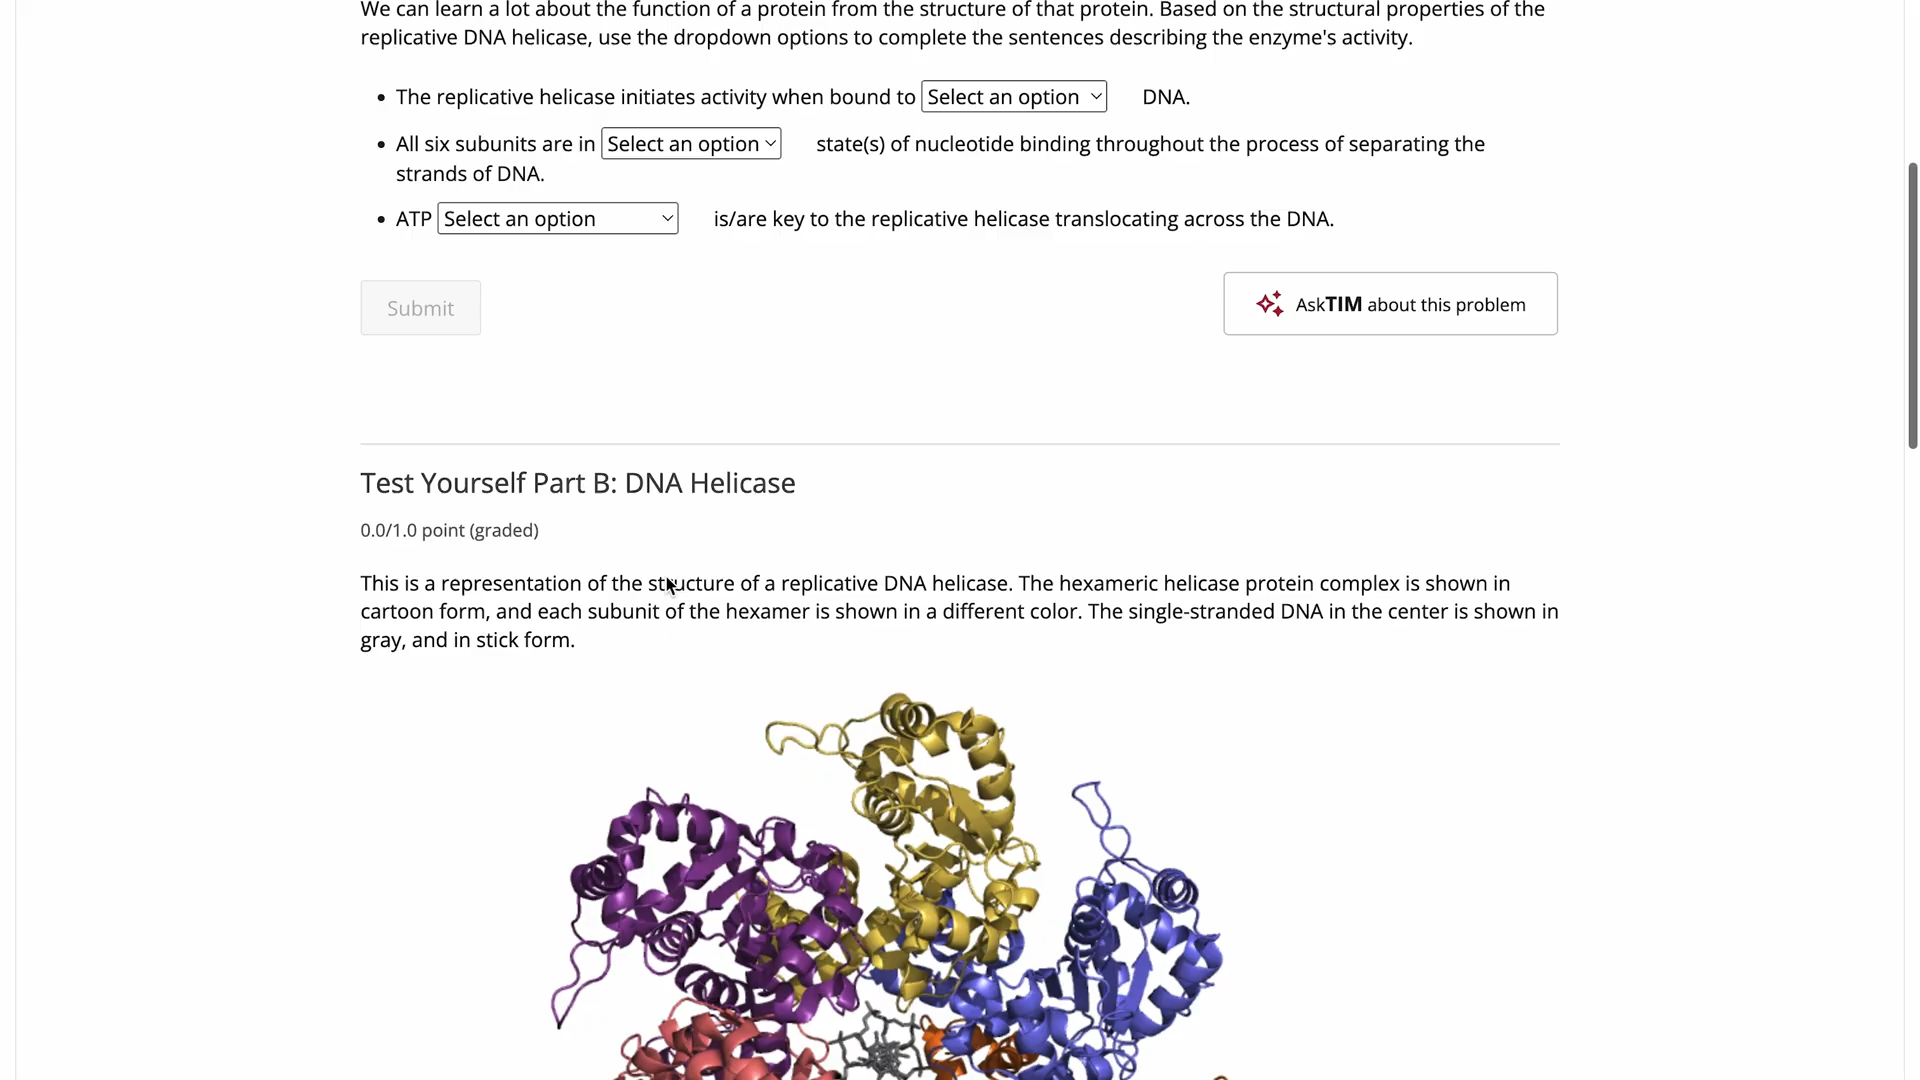 We can learn a lot about the function of a protein from the structure of that protein. Based on the structural properties of the
replicative DNA helicase, use the dropdown options to complete the sentences describing the enzyme's activity.
• The replicative helicase initiates activity when bound to Select an option DNA.
• All six subunits are in Select an option state(s) of nucleotide binding throughout the process of separating the
strands of DNA.
• ATP Select an option is/are key to the replicative helicase translocating across the DNA.
Submit
AskTIM about this problem
Test Yourself Part B: DNA Helicase
0.0/1.0 point (graded)
This is a representation of the structure of a replicative DNA helicase. The hexameric helicase protein complex is shown in
cartoon form, and each subunit of the hexamer is shown in a different color. The single-stranded DNA in the center is shown in
gray, and in stick form.